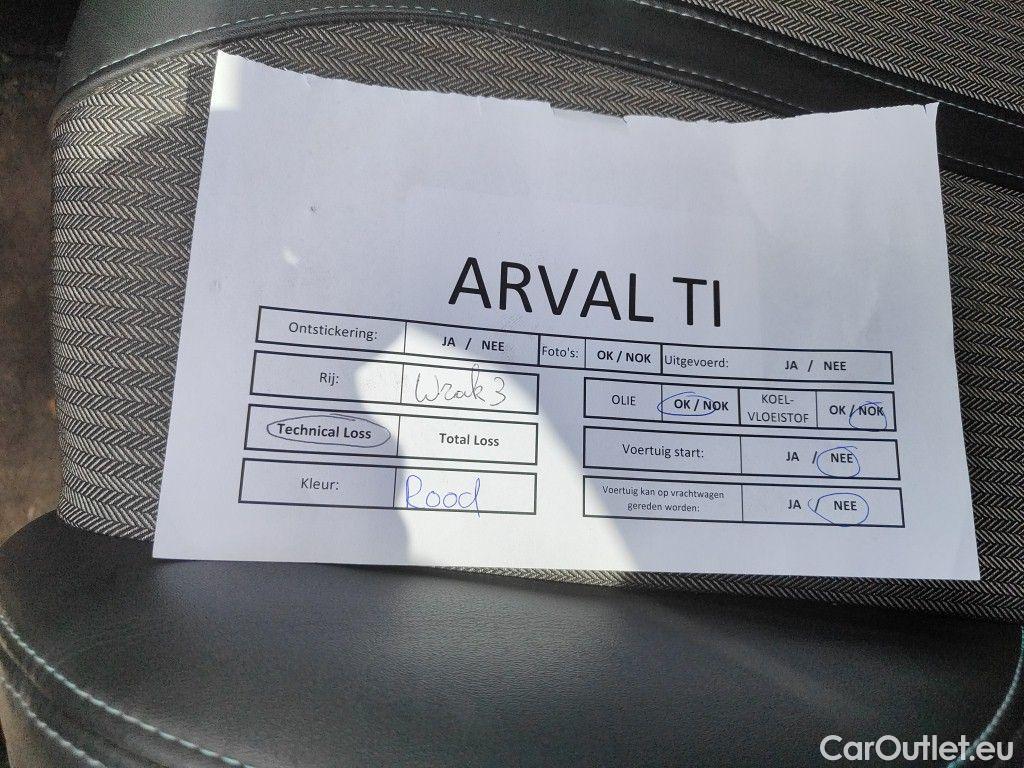 ARVAL TI
Ontstickering: JA / NEE Foto's: OK / NOK Uitgevoerd: JA / NEE
Rij: Wrak 3
OLIE OK / NOK KOEL-VLOEISTOF OK / NOK
Technical Loss Total Loss
Voertuig start: JA / NEE
Kleur: Rood
Voertuig kan op vrachtwagen
gereden worden: JA / NEE
CarOutlet.eu